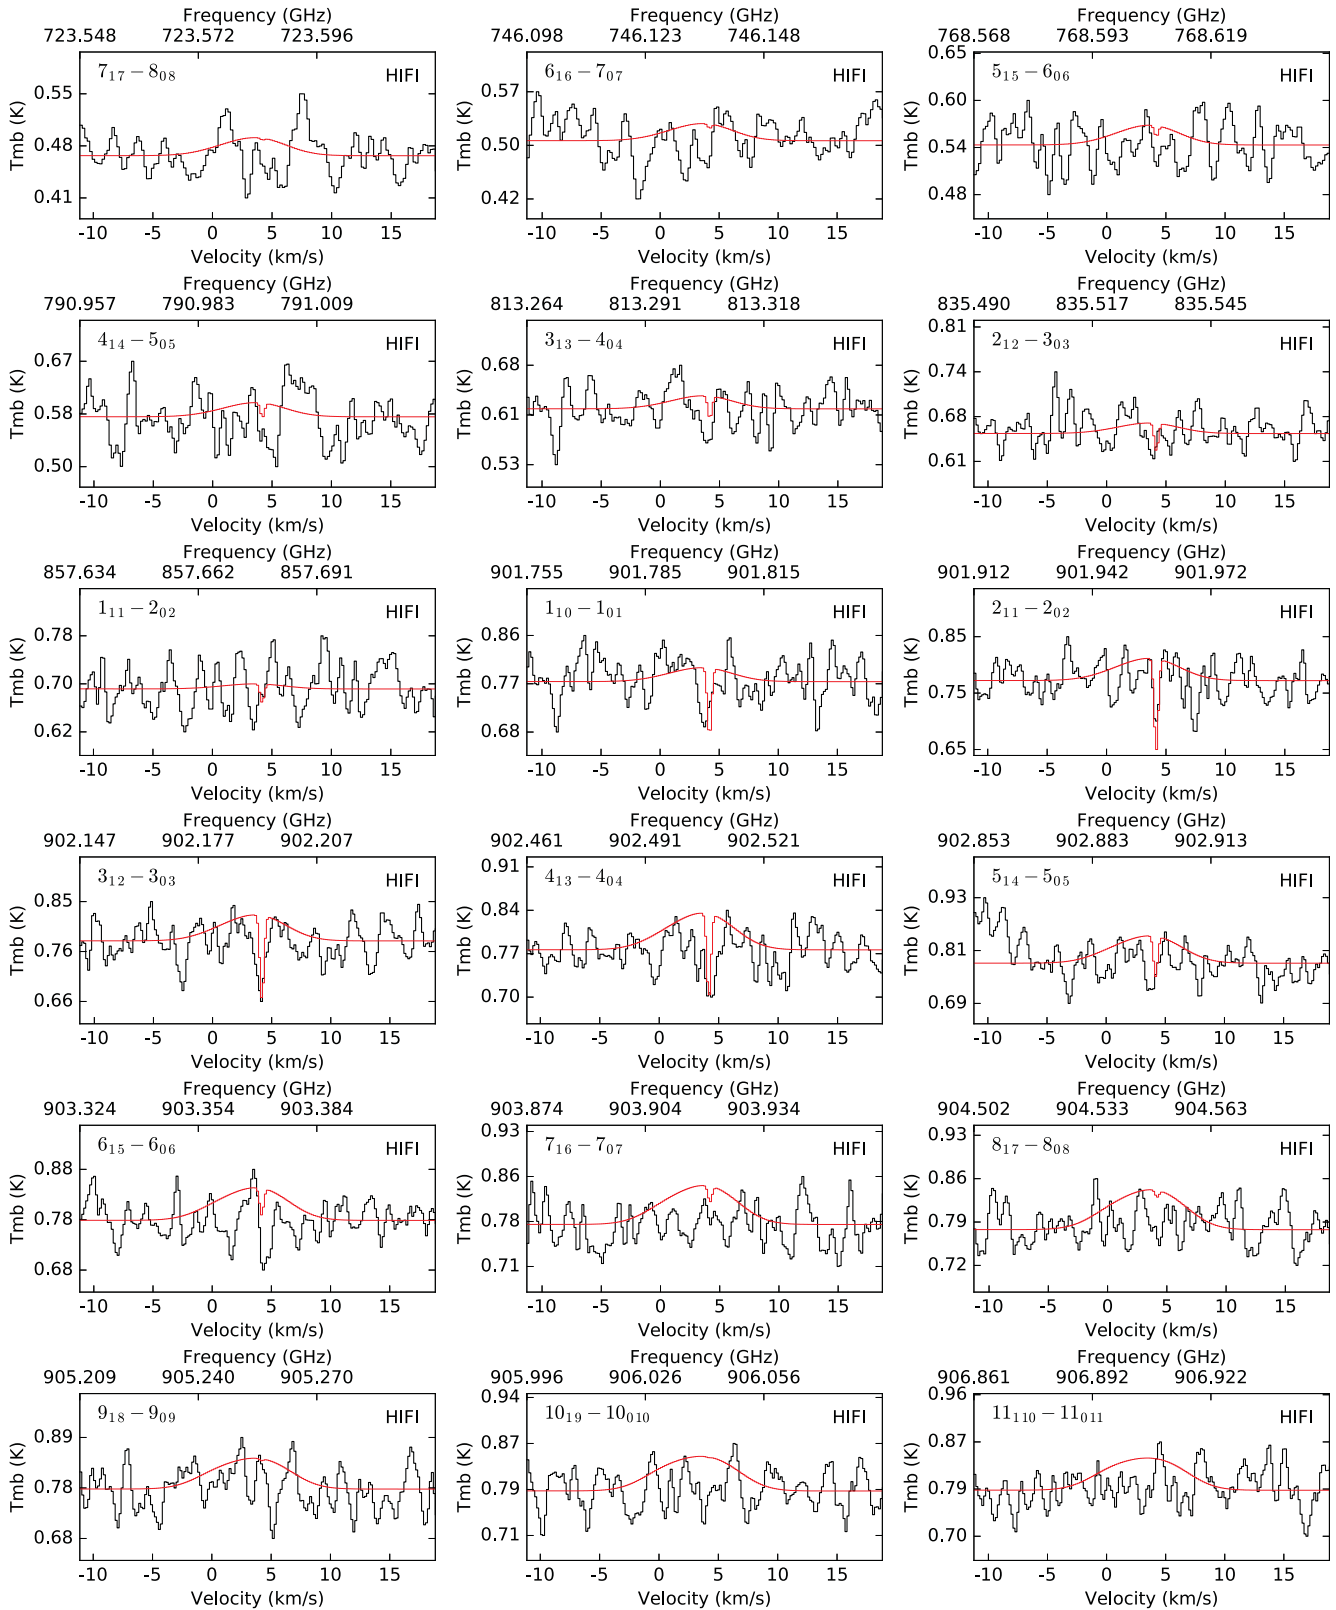 Frequency (GHz) Frequency (GHz) Frequency (GHz)
723.548 723.572 723.596 746.098 746.123 746.148 768.568 768.593 768.619
7₁₇ − 8₀₈ HIFI 6₁₆ − 7₀₇ HIFI 5₁₅ − 6₀₆ HIFI
Tmb (K) 0.55 0.48 0.41 Tmb (K) 0.57 0.50 0.42 Tmb (K) 0.65 0.60 0.54 0.48
-10 -5 0 5 10 15 -10 -5 0 5 10 15 -10 -5 0 5 10 15
Velocity (km/s) Velocity (km/s) Velocity (km/s)
Frequency (GHz) Frequency (GHz) Frequency (GHz)
790.957 790.983 791.009 813.264 813.291 813.318 835.490 835.517 835.545
4₁₄ − 5₀₅ HIFI 3₁₃ − 4₀₄ HIFI 2₁₂ − 3₀₃ HIFI
Tmb (K) 0.67 0.58 0.50 Tmb (K) 0.68 0.61 0.53 Tmb (K) 0.81 0.74 0.68 0.61
-10 -5 0 5 10 15 -10 -5 0 5 10 15 -10 -5 0 5 10 15
Velocity (km/s) Velocity (km/s) Velocity (km/s)
Frequency (GHz) Frequency (GHz) Frequency (GHz)
857.634 857.662 857.691 901.755 901.785 901.815 901.912 901.942 901.972
1₁₁ − 2₀₂ HIFI 1₁₀ − 1₀₁ HIFI 2₁₁ − 2₀₂ HIFI
Tmb (K) 0.78 0.70 0.62 Tmb (K) 0.86 0.77 0.68 Tmb (K) 0.85 0.75 0.65
-10 -5 0 5 10 15 -10 -5 0 5 10 15 -10 -5 0 5 10 15
Velocity (km/s) Velocity (km/s) Velocity (km/s)
Frequency (GHz) Frequency (GHz) Frequency (GHz)
902.147 902.177 902.207 902.461 902.491 902.521 902.853 902.883 902.913
3₁₂ − 3₀₃ HIFI 4₁₃ − 4₀₄ HIFI 5₁₄ − 5₀₅ HIFI
Tmb (K) 0.85 0.76 0.66 Tmb (K) 0.91 0.84 0.77 0.70 Tmb (K) 0.93 0.81 0.69
-10 -5 0 5 10 15 -10 -5 0 5 10 15 -10 -5 0 5 10 15
Velocity (km/s) Velocity (km/s) Velocity (km/s)
Frequency (GHz) Frequency (GHz) Frequency (GHz)
903.324 903.354 903.384 903.874 903.904 903.934 904.502 904.533 904.563
6₁₅ − 6₀₆ HIFI 7₁₆ − 7₀₇ HIFI 8₁₇ − 8₀₈ HIFI
Tmb (K) 0.88 0.78 0.68 Tmb (K) 0.93 0.86 0.78 0.71 Tmb (K) 0.93 0.86 0.79 0.72
-10 -5 0 5 10 15 -10 -5 0 5 10 15 -10 -5 0 5 10 15
Velocity (km/s) Velocity (km/s) Velocity (km/s)
Frequency (GHz) Frequency (GHz) Frequency (GHz)
905.209 905.240 905.270 905.996 906.026 906.056 906.861 906.892 906.922
9₁₈ − 9₀₉ HIFI 10₁₉ − 10₀₁₀ HIFI 11₁₁₀ − 11₀₁₁ HIFI
Tmb (K) 0.89 0.78 0.68 Tmb (K) 0.94 0.87 0.79 0.71 Tmb (K) 0.96 0.87 0.79 0.70
-10 -5 0 5 10 15 -10 -5 0 5 10 15 -10 -5 0 5 10 15
Velocity (km/s) Velocity (km/s) Velocity (km/s)